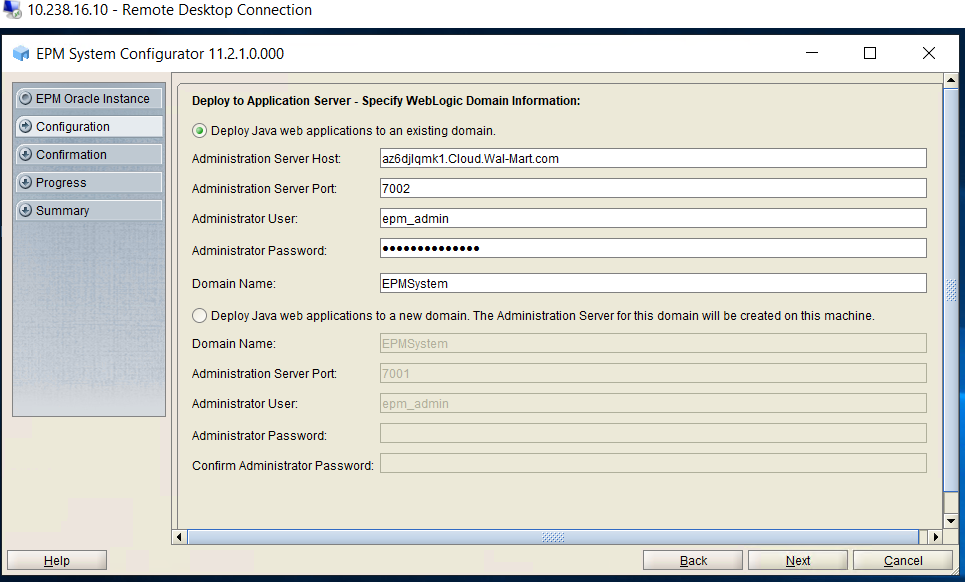 10.238.16.10 - Remote Desktop Connection
EPM System Configurator 11.2.1.0.000
EPM Oracle Instance
Configuration
Confirmation
Progress
Summary
Deploy to Application Server - Specify WebLogic Domain Information:
Deploy Java web applications to an existing domain.
Administration Server Host: az6djlqmk1.Cloud.Wal-Mart.com
Administration Server Port: 7002
Administrator User: epm_admin
Administrator Password: ••••••••••••••
Domain Name: EPMSystem
Deploy Java web applications to a new domain. The Administration Server for this domain will be created on this machine.
Domain Name: EPMSystem
Administration Server Port: 7001
Administrator User: epm_admin
Administrator Password:
Confirm Administrator Password:
Help Back Next Cancel